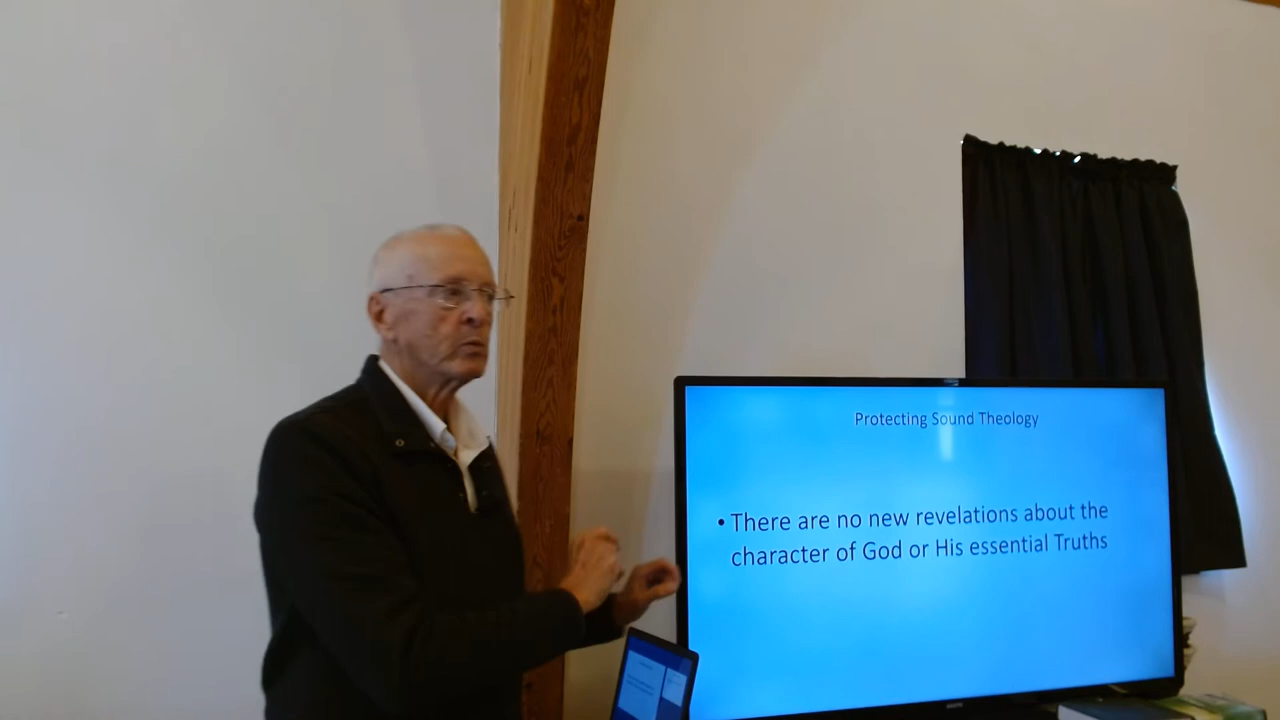 Protecting Sound Theology
• There are no new revelations about the
character of God or His essential Truths